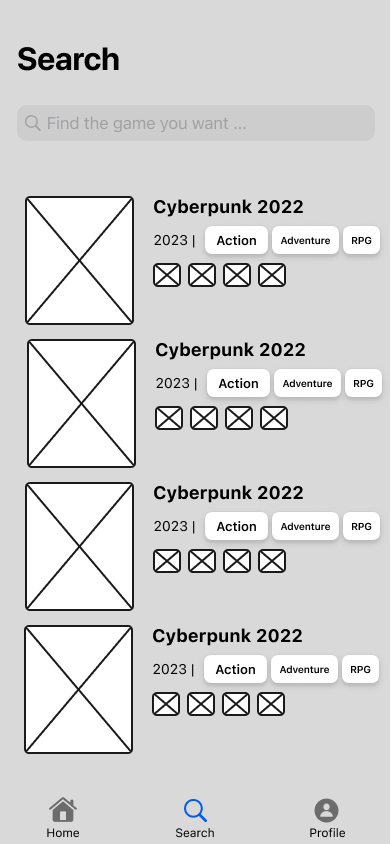 Search
Find the game you want ...
Cyberpunk 2022
2023 | Action Adventure RPG
Cyberpunk 2022
2023 | Action Adventure RPG
Cyberpunk 2022
2023 | Action Adventure RPG
Cyberpunk 2022
2023 | Action Adventure RPG
Home Search Profile